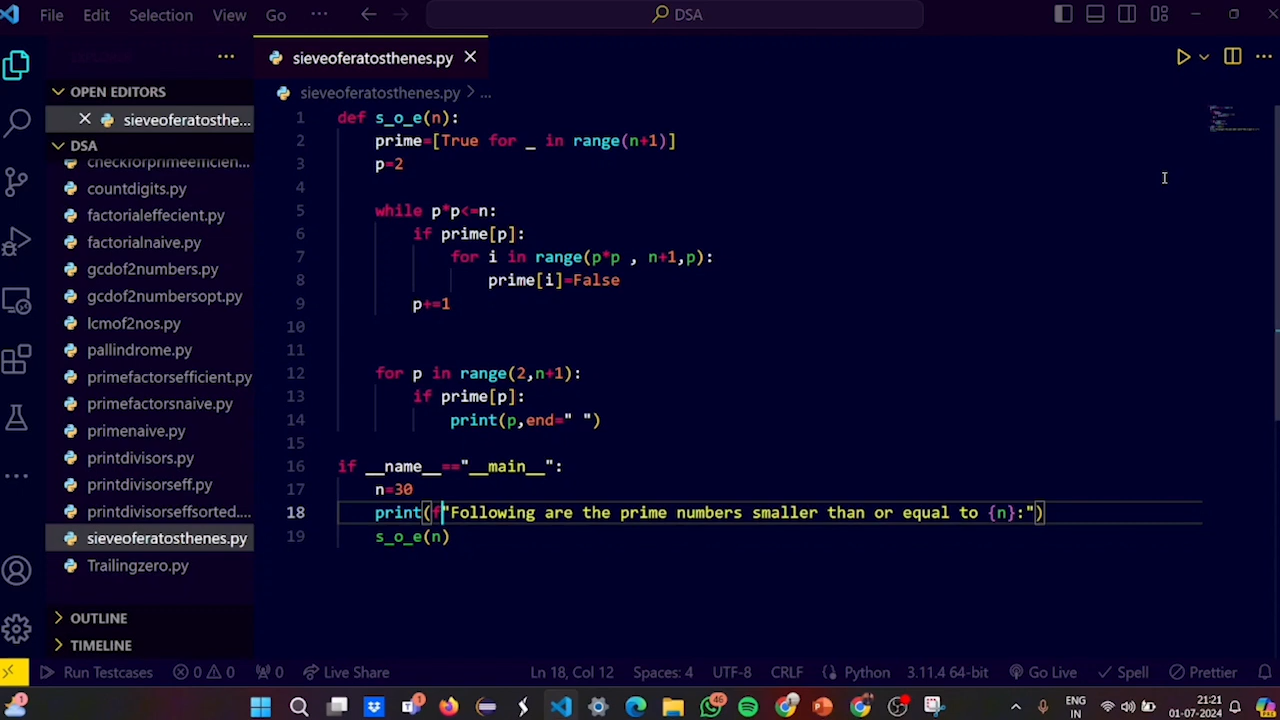 File Edit Selection View Go ··· DSA
sieveoferatosthenes.py
sieveoferatosthenes.py > ...
OPEN EDITORS
sieveoferatosthe...
DSA
checkforprimeefficien...
countdigits.py
factorialeffecient.py
factorialnaive.py
gcdof2numbers.py
gcdof2numbersopt.py
lcmof2nos.py
pallindrome.py
primefactorsefficient.py
primefactorsnaive.py
primenaive.py
printdivisors.py
printdivisorseff.py
printdivisorseffsorted....
sieveoferatosthenes.py
Trailingzero.py
OUTLINE
TIMELINE
1 def s_o_e(n):
2 prime=[True for _ in range(n+1)]
3 p=2
4
5 while p*p<=n:
6 if prime[p]:
7 for i in range(p*p , n+1,p):
8 prime[i]=False
9 p+=1
10
11
12 for p in range(2,n+1):
13 if prime[p]:
14 print(p,end=" ")
15
16 if __name__=="__main__":
17 n=30
18 print(f"Following are the prime numbers smaller than or equal to {n}:")
19 s_o_e(n)
Run Testcases 0 0 0 Live Share Ln 18, Col 12 Spaces: 4 UTF-8 CRLF Python 3.11.4 64-bit Go Live Spell Prettier
1 46 ENG 21:21
IN 01-07-2024